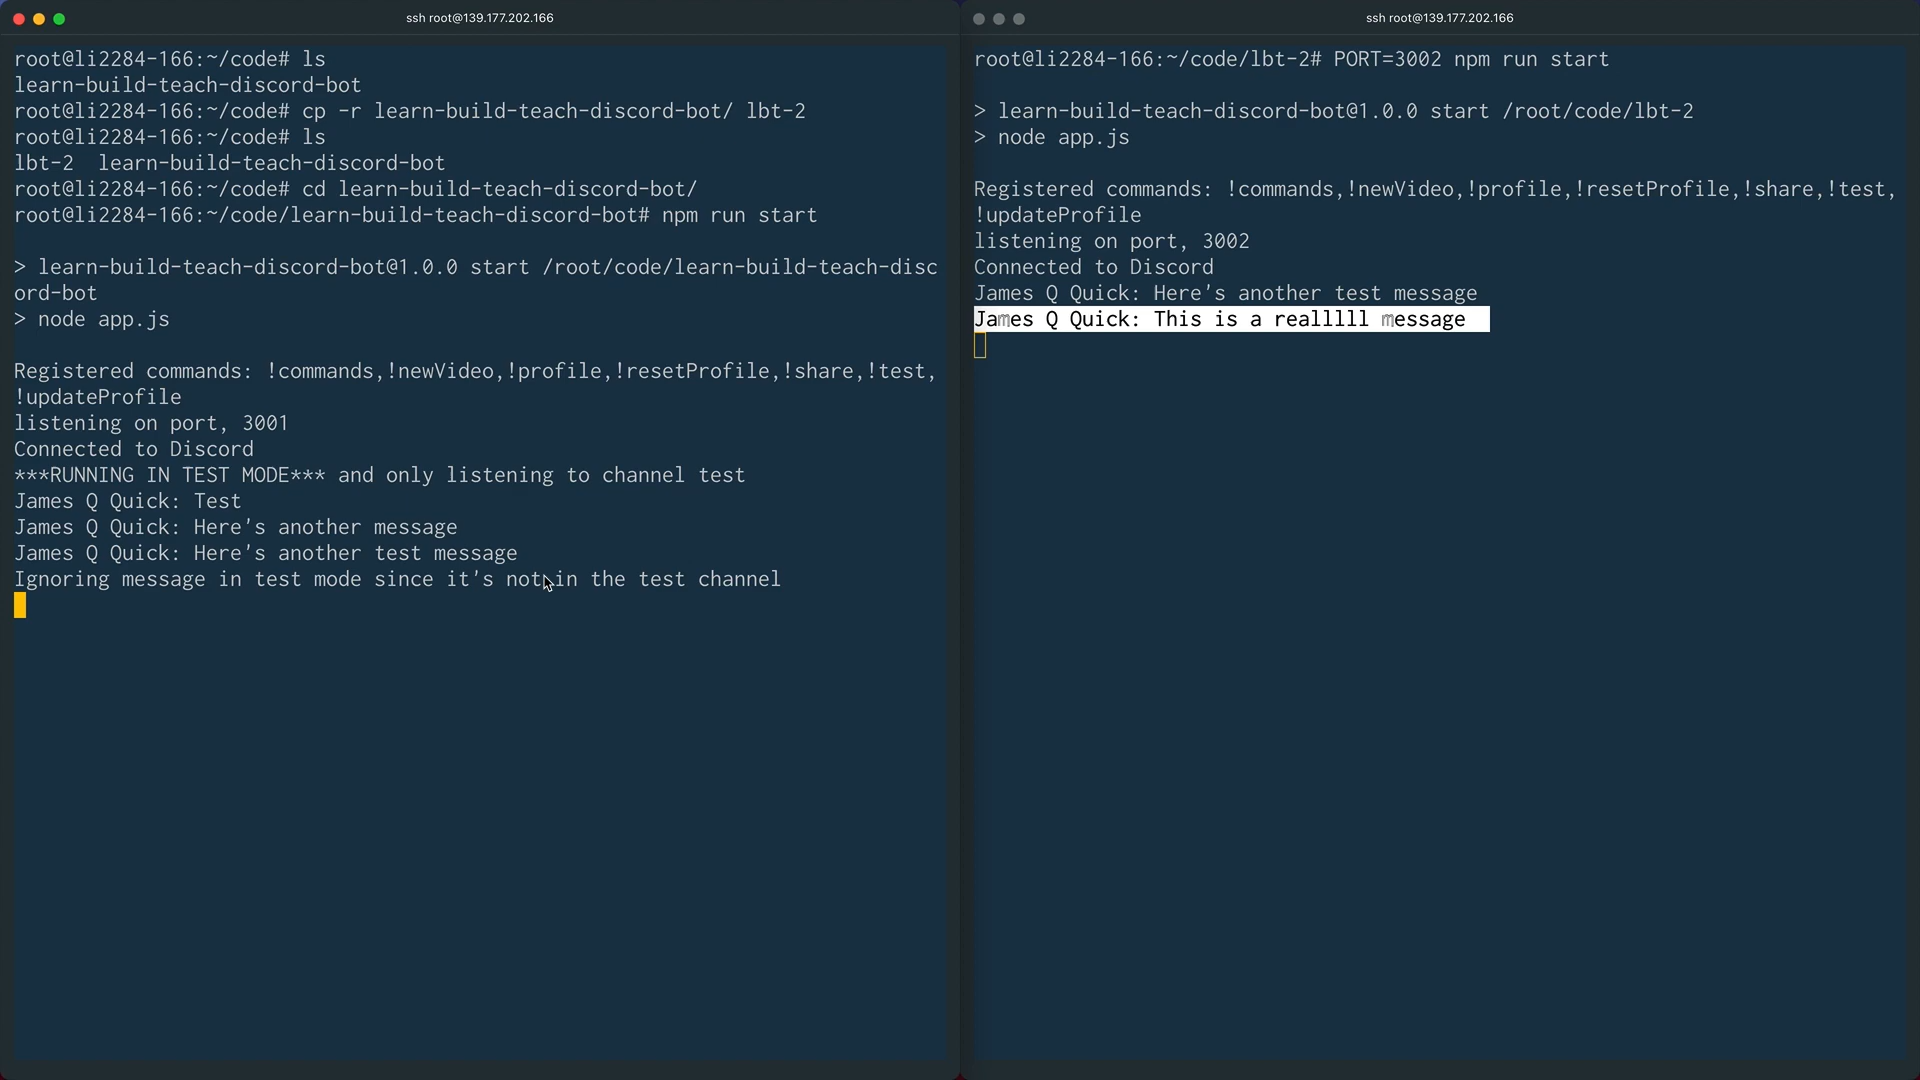 ssh root@139.177.202.166
root@li2284-166:~/code# ls
learn-build-teach-discord-bot
root@li2284-166:~/code# cp -r learn-build-teach-discord-bot/ lbt-2
root@li2284-166:~/code# ls
lbt-2  learn-build-teach-discord-bot
root@li2284-166:~/code# cd learn-build-teach-discord-bot/
root@li2284-166:~/code/learn-build-teach-discord-bot# npm run start
> learn-build-teach-discord-bot@1.0.0 start /root/code/learn-build-teach-disc
ord-bot
> node app.js
Registered commands: !commands,!newVideo,!profile,!resetProfile,!share,!test,
!updateProfile
listening on port, 3001
Connected to Discord
***RUNNING IN TEST MODE*** and only listening to channel test
James Q Quick: Test
James Q Quick: Here's another message
James Q Quick: Here's another test message
Ignoring message in test mode since it's not in the test channel
ssh root@139.177.202.166
root@li2284-166:~/code/lbt-2# PORT=3002 npm run start
> learn-build-teach-discord-bot@1.0.0 start /root/code/lbt-2
> node app.js
Registered commands: !commands,!newVideo,!profile,!resetProfile,!share,!test,
!updateProfile
listening on port, 3002
Connected to Discord
James Q Quick: Here's another test message
James Q Quick: This is a realllll message